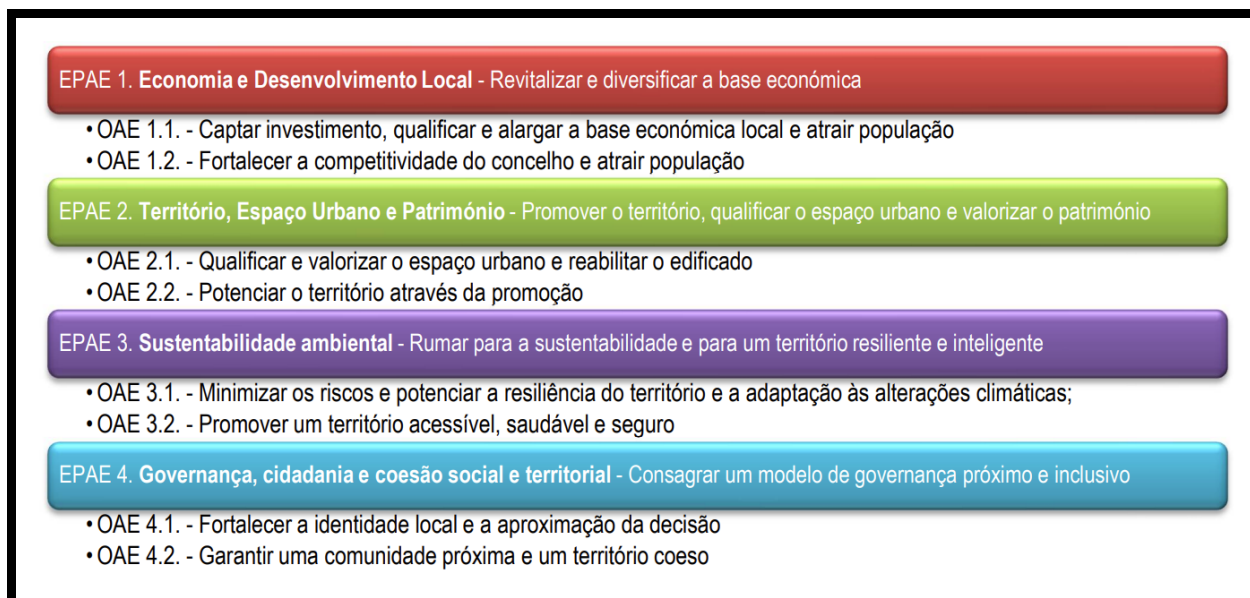 EPAE 1. Economia e Desenvolvimento Local - Revitalizar e diversificar a base económica
• OAE 1.1. - Captar investimento, qualificar e alargar a base económica local e atrair população
• OAE 1.2. - Fortalecer a competitividade do concelho e atrair população
EPAE 2. Território, Espaço Urbano e Património - Promover o território, qualificar o espaço urbano e valorizar o património
• OAE 2.1. - Qualificar e valorizar o espaço urbano e reabilitar o edificado
• OAE 2.2. - Potenciar o território através da promoção
EPAE 3. Sustentabilidade ambiental - Rumar para a sustentabilidade e para um território resiliente e inteligente
• OAE 3.1. - Minimizar os riscos e potenciar a resiliência do território e a adaptação às alterações climáticas;
• OAE 3.2. - Promover um território acessível, saudável e seguro
EPAE 4. Governança, cidadania e coesão social e territorial - Consagrar um modelo de governança próximo e inclusivo
• OAE 4.1. - Fortalecer a identidade local e a aproximação da decisão
• OAE 4.2. - Garantir uma comunidade próxima e um território coeso